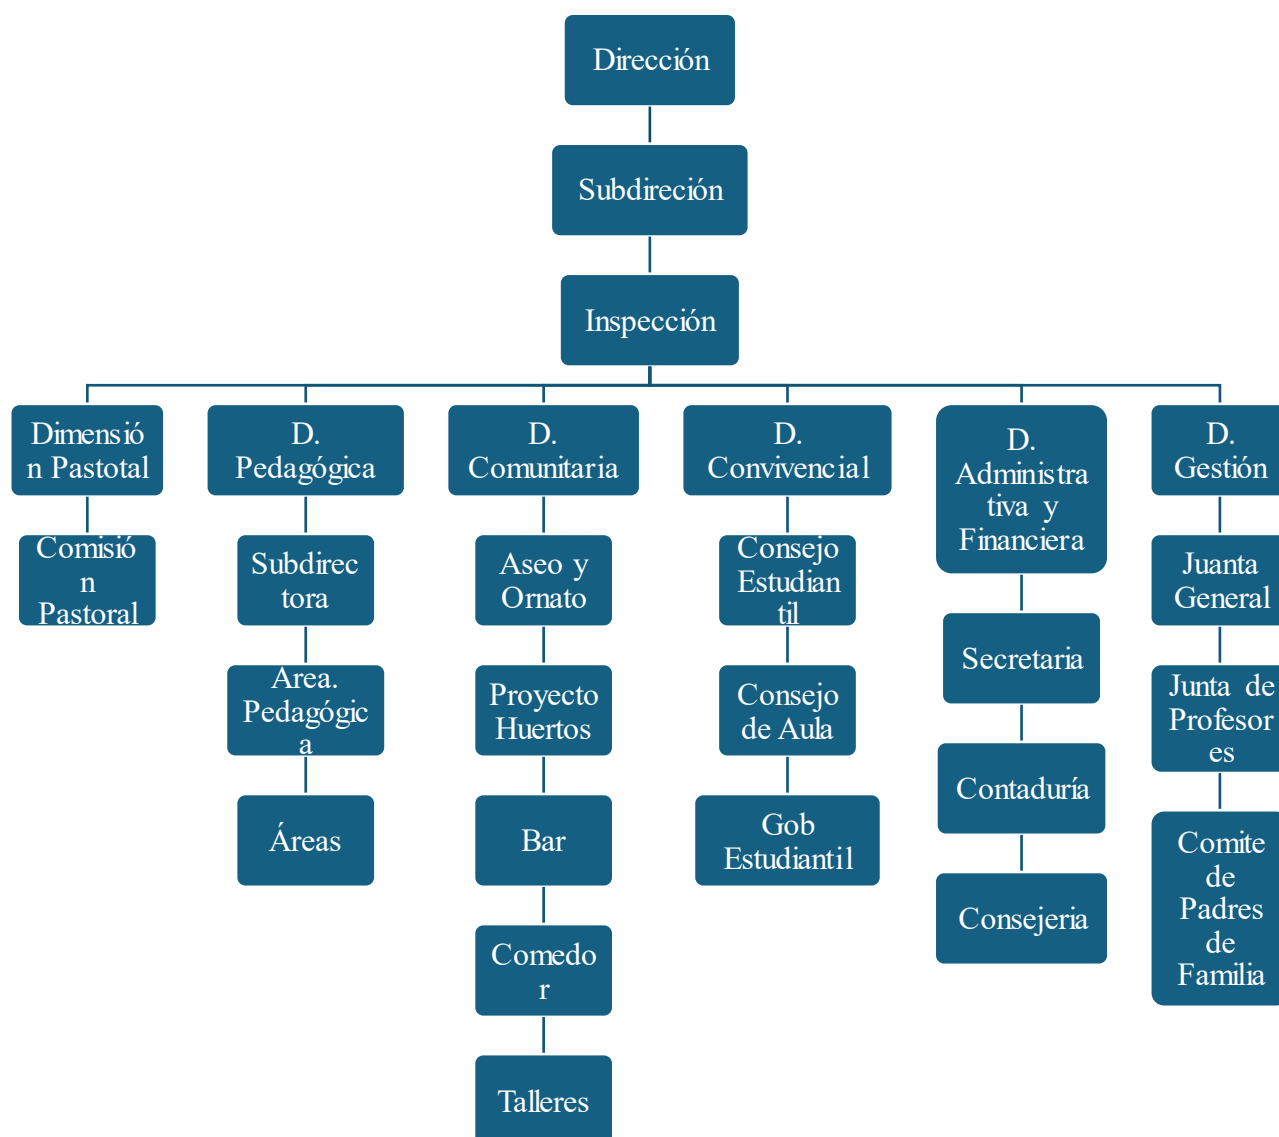 Dirección
Subdireción
Inspección
Dimensió
n Pastotal
Comisió
n
Pastoral
D.
Pedagógica
Subdirec
tora
Area.
Pedagógic
a
Áreas
D.
Comunitaria
Aseo y
Ornato
Proyecto
Huertos
Bar
Comedo
r
Talleres
D.
Convivencial
Consejo
Estudian
til
Consejo
de Aula
Gob
Estudiantil
D.
Administra
tiva y
Financiera
Secretaria
Contaduría
Consejeria
D.
Gestión
Juanta
General
Junta de
Profesor
es
Comite
de
Padres
de
Familia